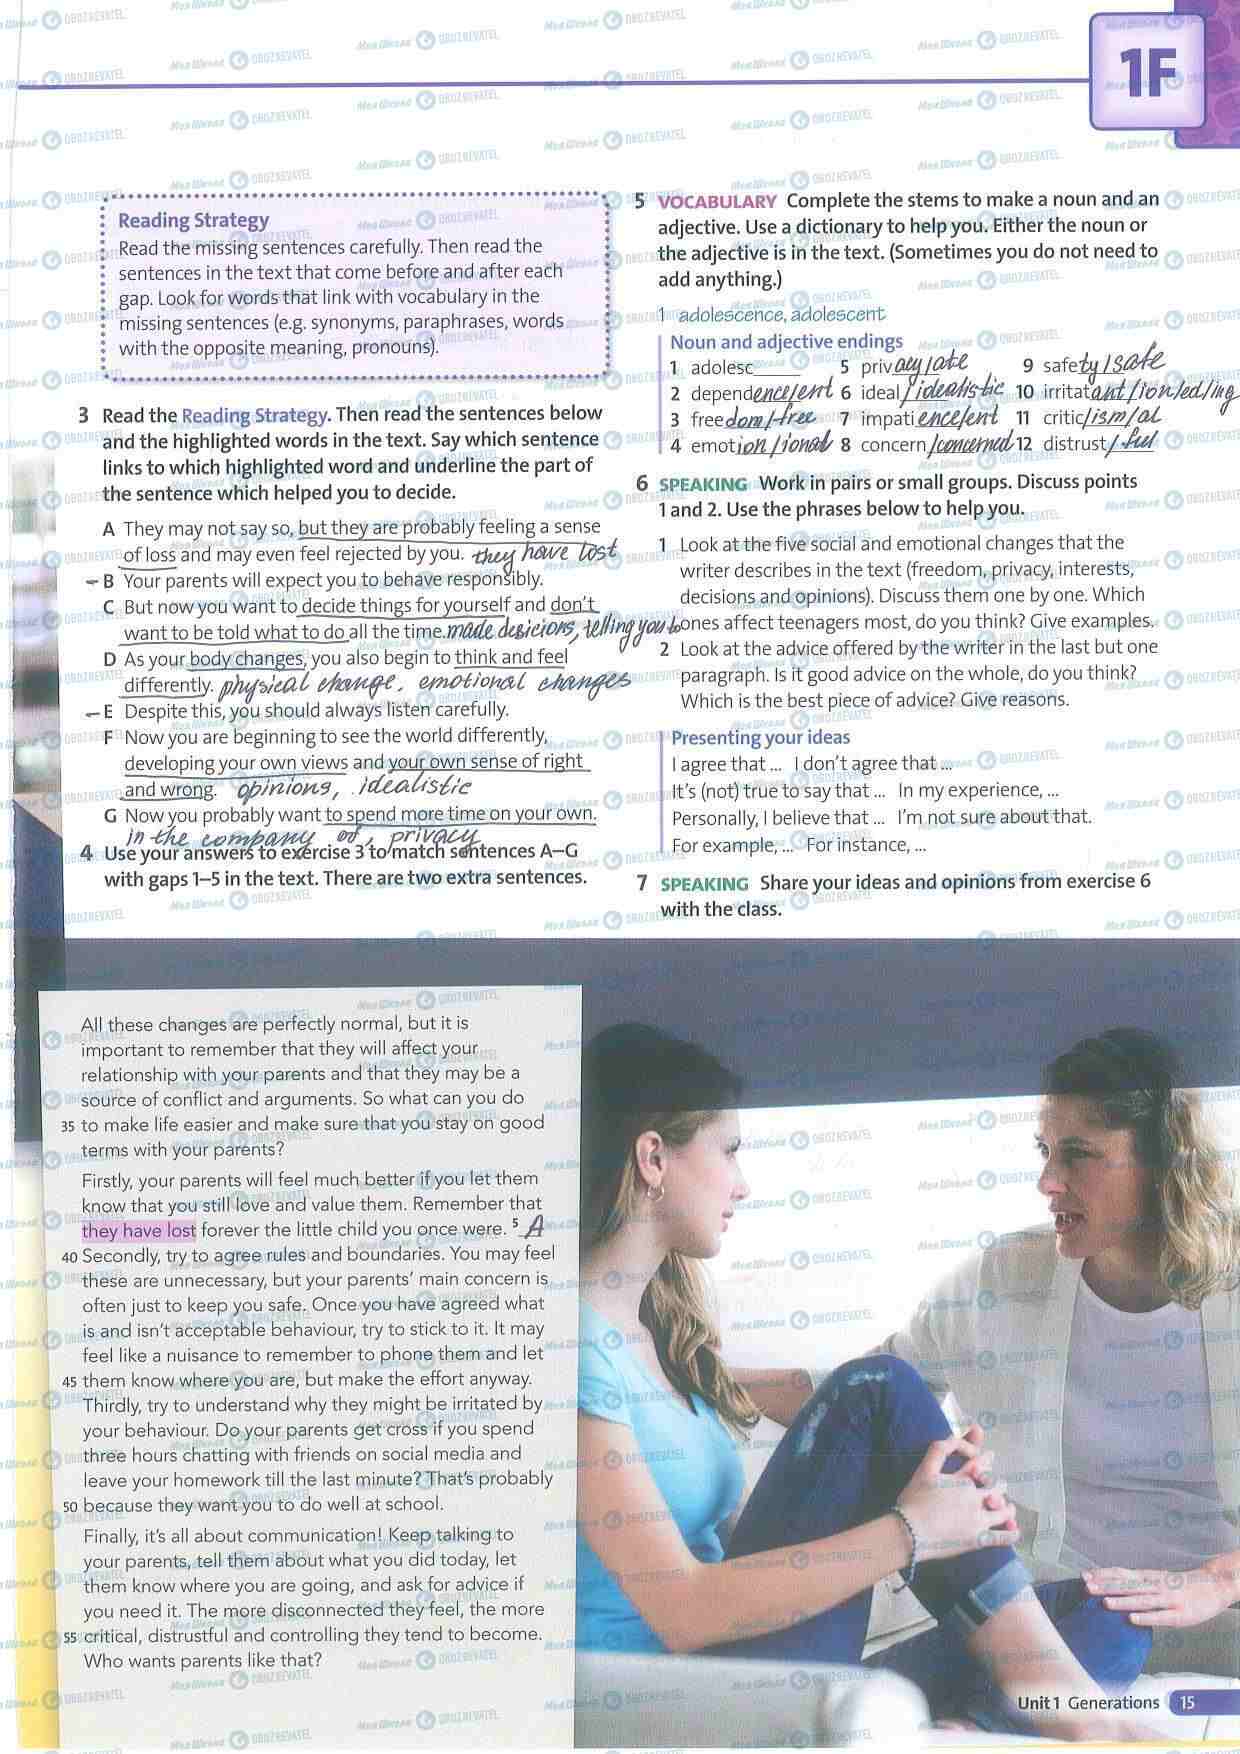 1F
Reading Strategy
Read the missing sentences carefully. Then read the
sentences in the text that come before and after each
gap. Look for words that link with vocabulary in the
missing sentences (e.g. synonyms, paraphrases, words
with the opposite meaning, pronouns).
3 Read the Reading Strategy. Then read the sentences below
and the highlighted words in the text. Say which sentence
links to which highlighted word and underline the part of
the sentence which helped you to decide.
A They may not say so, but they are probably feeling a sense
of loss and may even feel rejected by you. they have lost
– B Your parents will expect you to behave responsibly.
C But now you want to decide things for yourself and don't
want to be told what to do all the time. made desicions, telling you to
D As your body changes, you also begin to think and feel
differently. physical change. emotional changes
– E Despite this, you should always listen carefully.
F Now you are beginning to see the world differently,
developing your own views and your own sense of right
and wrong. opinions, idealistic
G Now you probably want to spend more time on your own.
in the company of, privacy
4 Use your answers to exercise 3 to match sentences A–G
with gaps 1–5 in the text. There are two extra sentences.
5 VOCABULARY Complete the stems to make a noun and an
adjective. Use a dictionary to help you. Either the noun or
the adjective is in the text. (Sometimes you do not need to
add anything.)
1 adolescence, adolescent
Noun and adjective endings
1 adolesc_____ 5 privacy/ate 9 safety/safe
2 dependence/ent 6 ideal/idealistic 10 irritatant/ion/ed/ing
3 freedom/free 7 impatience/ent 11 critic/ism/al
4 emotion/ional 8 concern/concerned 12 distrust/-ful
6 SPEAKING Work in pairs or small groups. Discuss points
1 and 2. Use the phrases below to help you.
1 Look at the five social and emotional changes that the
writer describes in the text (freedom, privacy, interests,
decisions and opinions). Discuss them one by one. Which
ones affect teenagers most, do you think? Give examples.
2 Look at the advice offered by the writer in the last but one
paragraph. Is it good advice on the whole, do you think?
Which is the best piece of advice? Give reasons.
Presenting your ideas
I agree that ... I don't agree that ...
It's (not) true to say that ... In my experience, ...
Personally, I believe that ... I'm not sure about that.
For example, ... For instance, ...
7 SPEAKING Share your ideas and opinions from exercise 6
with the class.
All these changes are perfectly normal, but it is
important to remember that they will affect your
relationship with your parents and that they may be a
source of conflict and arguments. So what can you do
35 to make life easier and make sure that you stay on good
terms with your parents?
Firstly, your parents will feel much better if you let them
know that you still love and value them. Remember that
they have lost forever the little child you once were. 5 A
40 Secondly, try to agree rules and boundaries. You may feel
these are unnecessary, but your parents' main concern is
often just to keep you safe. Once you have agreed what
is and isn't acceptable behaviour, try to stick to it. It may
feel like a nuisance to remember to phone them and let
45 them know where you are, but make the effort anyway.
Thirdly, try to understand why they might be irritated by
your behaviour. Do your parents get cross if you spend
three hours chatting with friends on social media and
leave your homework till the last minute? That's probably
50 because they want you to do well at school.
Finally, it's all about communication! Keep talking to
your parents, tell them about what you did today, let
them know where you are going, and ask for advice if
you need it. The more disconnected they feel, the more
55 critical, distrustful and controlling they tend to become.
Who wants parents like that?
Unit 1 Generations 15